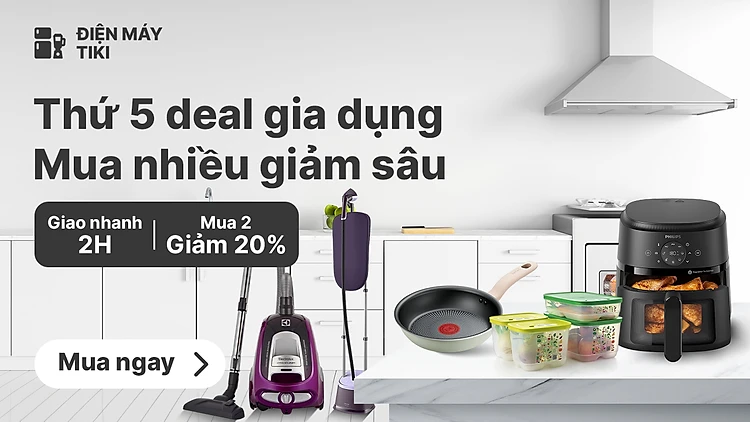 ĐIỆN MÁY
TIKI
Thứ 5 deal gia dụng
Mua nhiều giảm sâu
Giao nhanh
2H
Mua 2
Giảm 20%
Mua ngay
PHILIPS